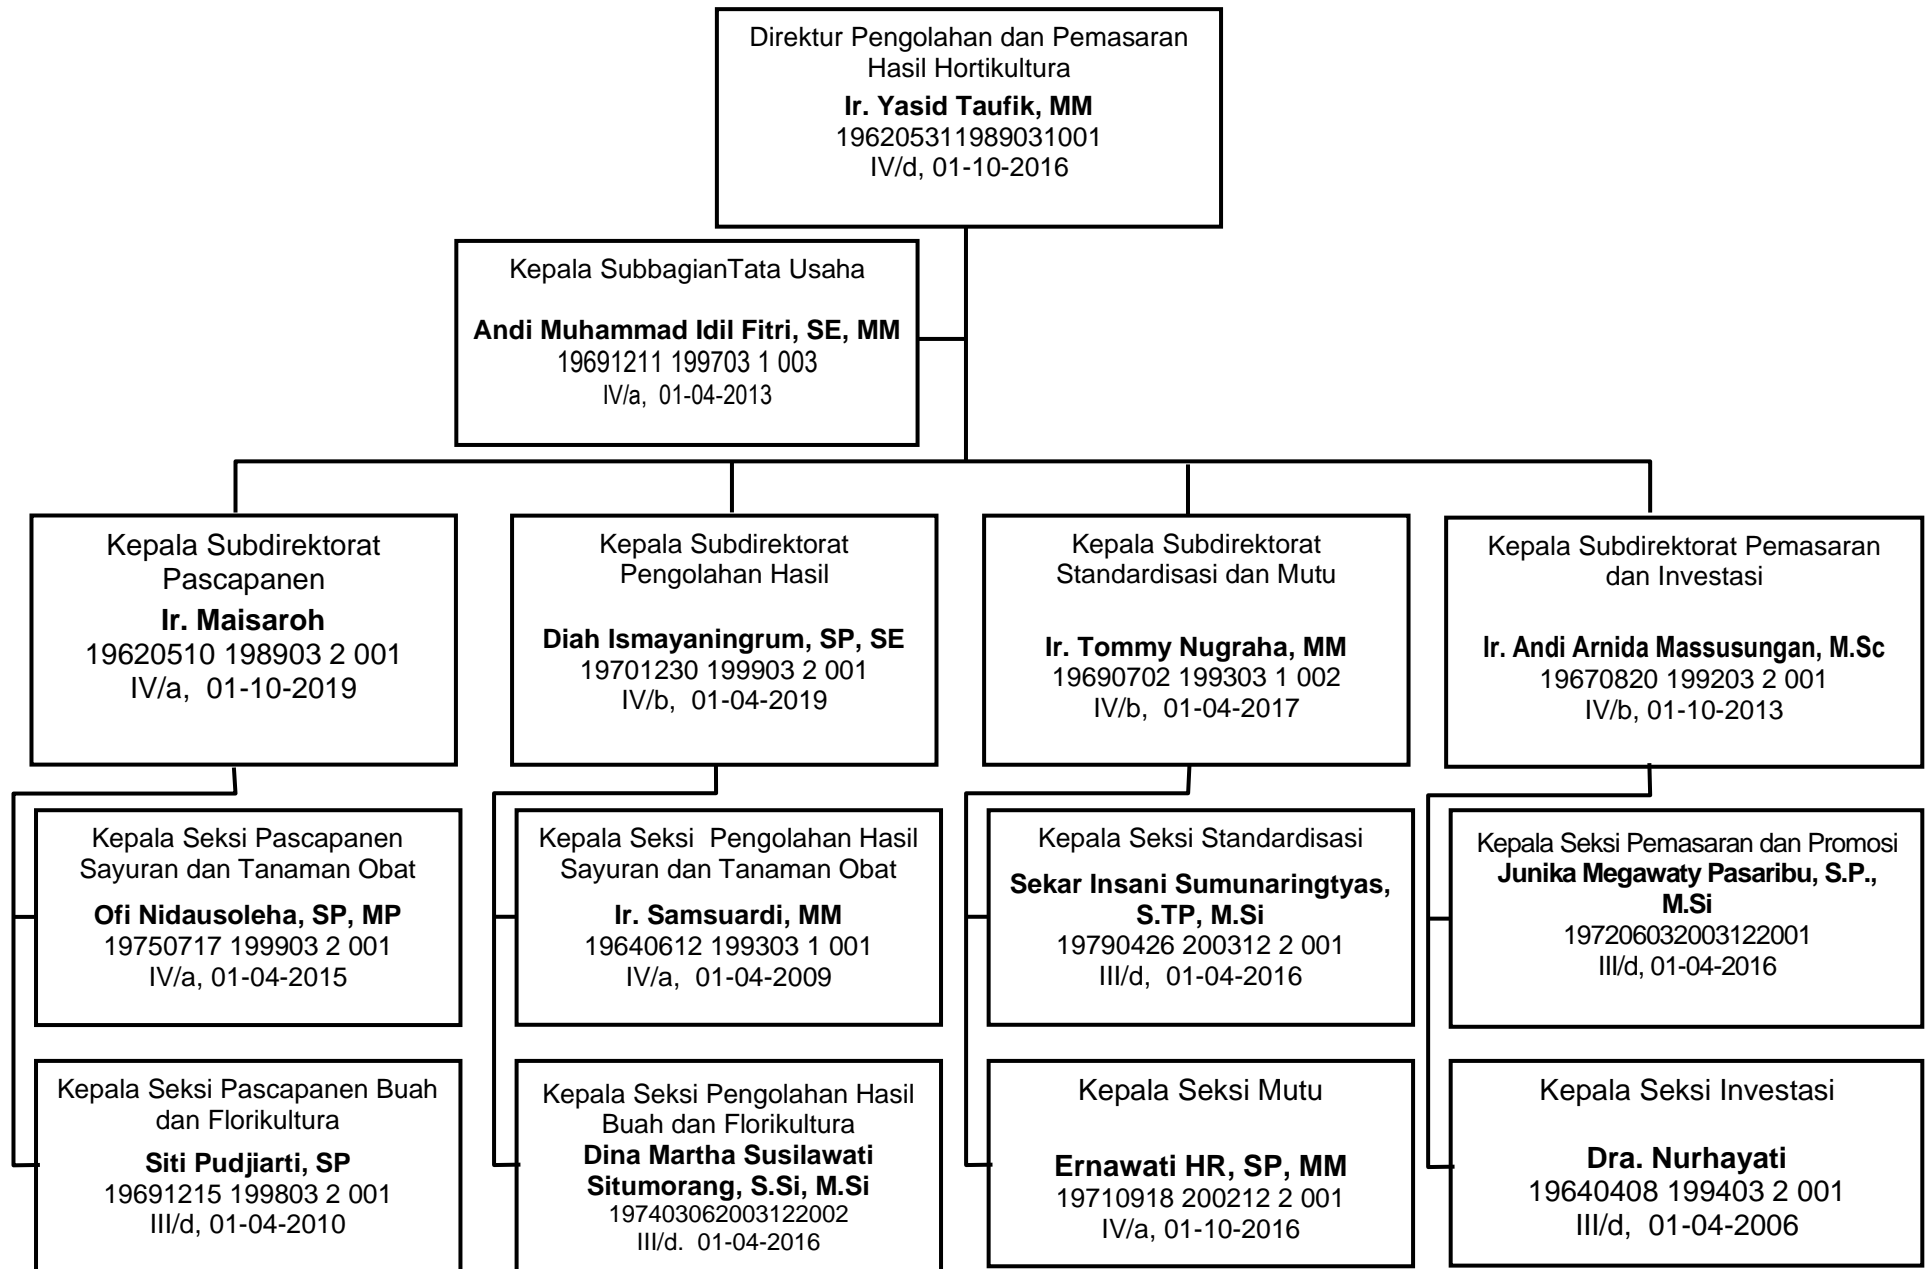 Direktur Pengolahan dan Pemasaran
Hasil Hortikultura
Ir. Yasid Taufik, MM
196205311989031001
IV/d, 01-10-2016
Kepala SubbagianTata Usaha
Andi Muhammad Idil Fitri, SE, MM
19691211 199703 1 003
IV/a, 01-04-2013
Kepala Subdirektorat
Pascapanen
Ir. Maisaroh
19620510 198903 2 001
IV/a, 01-10-2019
Kepala Subdirektorat
Pengolahan Hasil
Diah Ismayaningrum, SP, SE
19701230 199903 2 001
IV/b, 01-04-2019
Kepala Subdirektorat
Standardisasi dan Mutu
Ir. Tommy Nugraha, MM
19690702 199303 1 002
IV/b, 01-04-2017
Kepala Subdirektorat Pemasaran
dan Investasi
Ir. Andi Arnida Massusungan, M.Sc
19670820 199203 2 001
IV/b, 01-10-2013
Kepala Seksi Pascapanen
Sayuran dan Tanaman Obat
Ofi Nidausoleha, SP, MP
19750717 199903 2 001
IV/a, 01-04-2015
Kepala Seksi Pengolahan Hasil
Sayuran dan Tanaman Obat
Ir. Samsuardi, MM
19640612 199303 1 001
IV/a, 01-04-2009
Kepala Seksi Standardisasi
Sekar Insani Sumunaringtyas,
S.TP, M.Si
19790426 200312 2 001
III/d, 01-04-2016
Kepala Seksi Pemasaran dan Promosi
Junika Megawaty Pasaribu, S.P.,
M.Si
197206032003122001
III/d, 01-04-2016
Kepala Seksi Pascapanen Buah
dan Florikultura
Siti Pudjiarti, SP
19691215 199803 2 001
III/d, 01-04-2010
Kepala Seksi Pengolahan Hasil
Buah dan Florikultura
Dina Martha Susilawati
Situmorang, S.Si, M.Si
197403062003122002
III/d. 01-04-2016
Kepala Seksi Mutu
Ernawati HR, SP, MM
19710918 200212 2 001
IV/a, 01-10-2016
Kepala Seksi Investasi
Dra. Nurhayati
19640408 199403 2 001
III/d, 01-04-2006